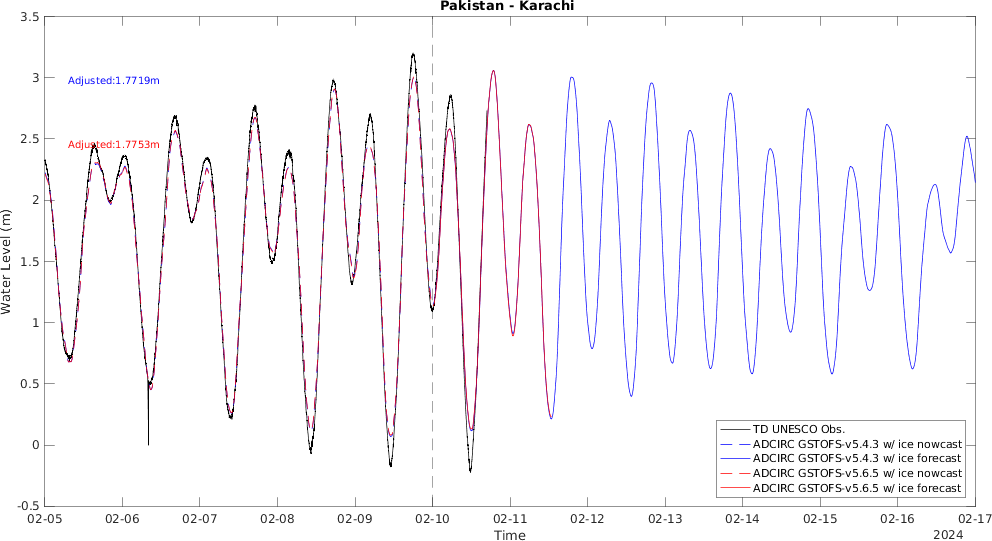 Pakistan - Karachi
3.5
3
2.5
2
1.5
1
0.5
0
-0.5
Water Level (m)
Adjusted:1.7719m
Adjusted:1.7753m
TD UNESCO Obs.
ADCIRC GSTOFS-v5.4.3 w/ ice nowcast
ADCIRC GSTOFS-v5.4.3 w/ ice forecast
ADCIRC GSTOFS-v5.6.5 w/ ice nowcast
ADCIRC GSTOFS-v5.6.5 w/ ice forecast
02-05 02-06 02-07 02-08 02-09 02-10 02-11 02-12 02-13 02-14 02-15 02-16 02-17
Time
2024